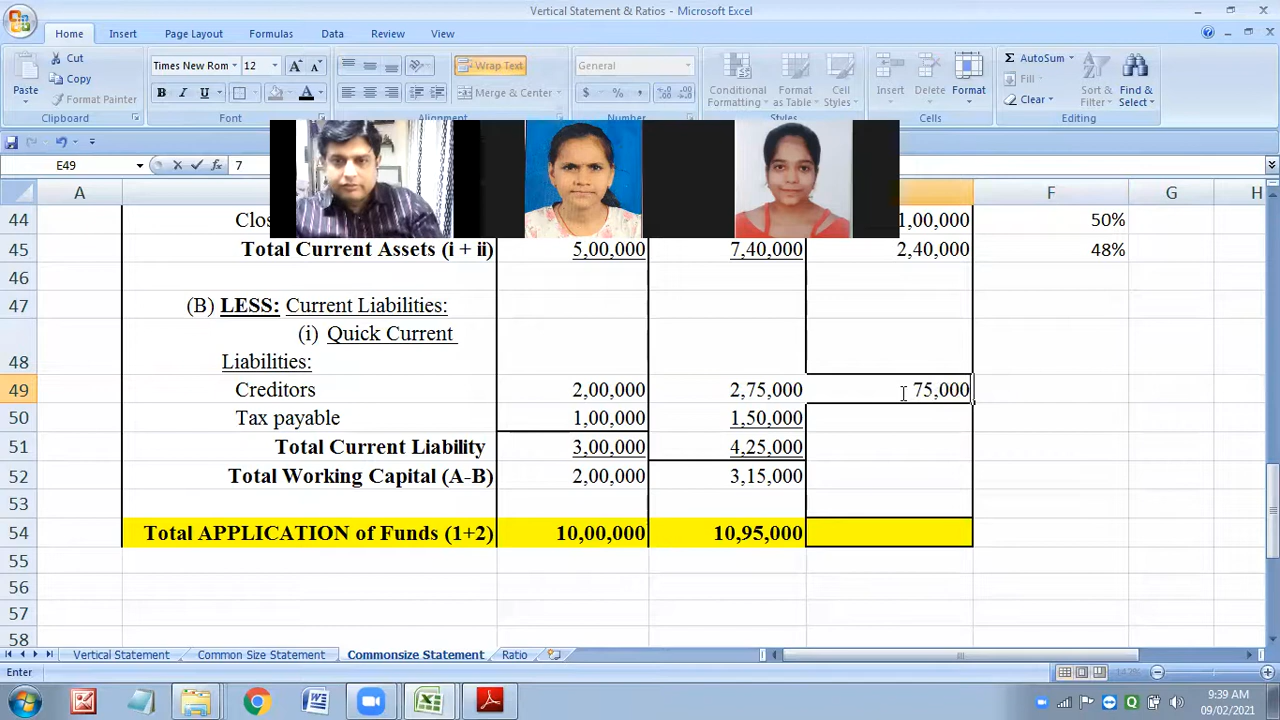 Vertical Statement & Ratios - Microsoft Excel
Home Insert Page Layout Formulas Data Review View
Cut
Copy
Format Painter
Paste
Clipboard
Times New Rom 12
B I U
Font
Wrap Text
Merge & Center
Alignment
General
$ % ,
Number
Conditional Formatting
Format as Table
Cell Styles
Styles
Insert Delete Format
Cells
AutoSum
Fill
Clear
Sort & Filter
Find & Select
Editing
E49 7
A F G H
44 Clo 1,00,000 50%
45 Total Current Assets (i + ii) 5,00,000 7,40,000 2,40,000 48%
46
47 (B) LESS: Current Liabilities:
(i) Quick Current
48 Liabilities:
49 Creditors 2,00,000 2,75,000 75,000
50 Tax payable 1,00,000 1,50,000
51 Total Current Liability 3,00,000 4,25,000
52 Total Working Capital (A-B) 2,00,000 3,15,000
53
54 Total APPLICATION of Funds (1+2) 10,00,000 10,95,000
55
56
57
58
Vertical Statement Common Size Statement Commonsize Statement Ratio
Enter
9:39 AM
09/02/2021